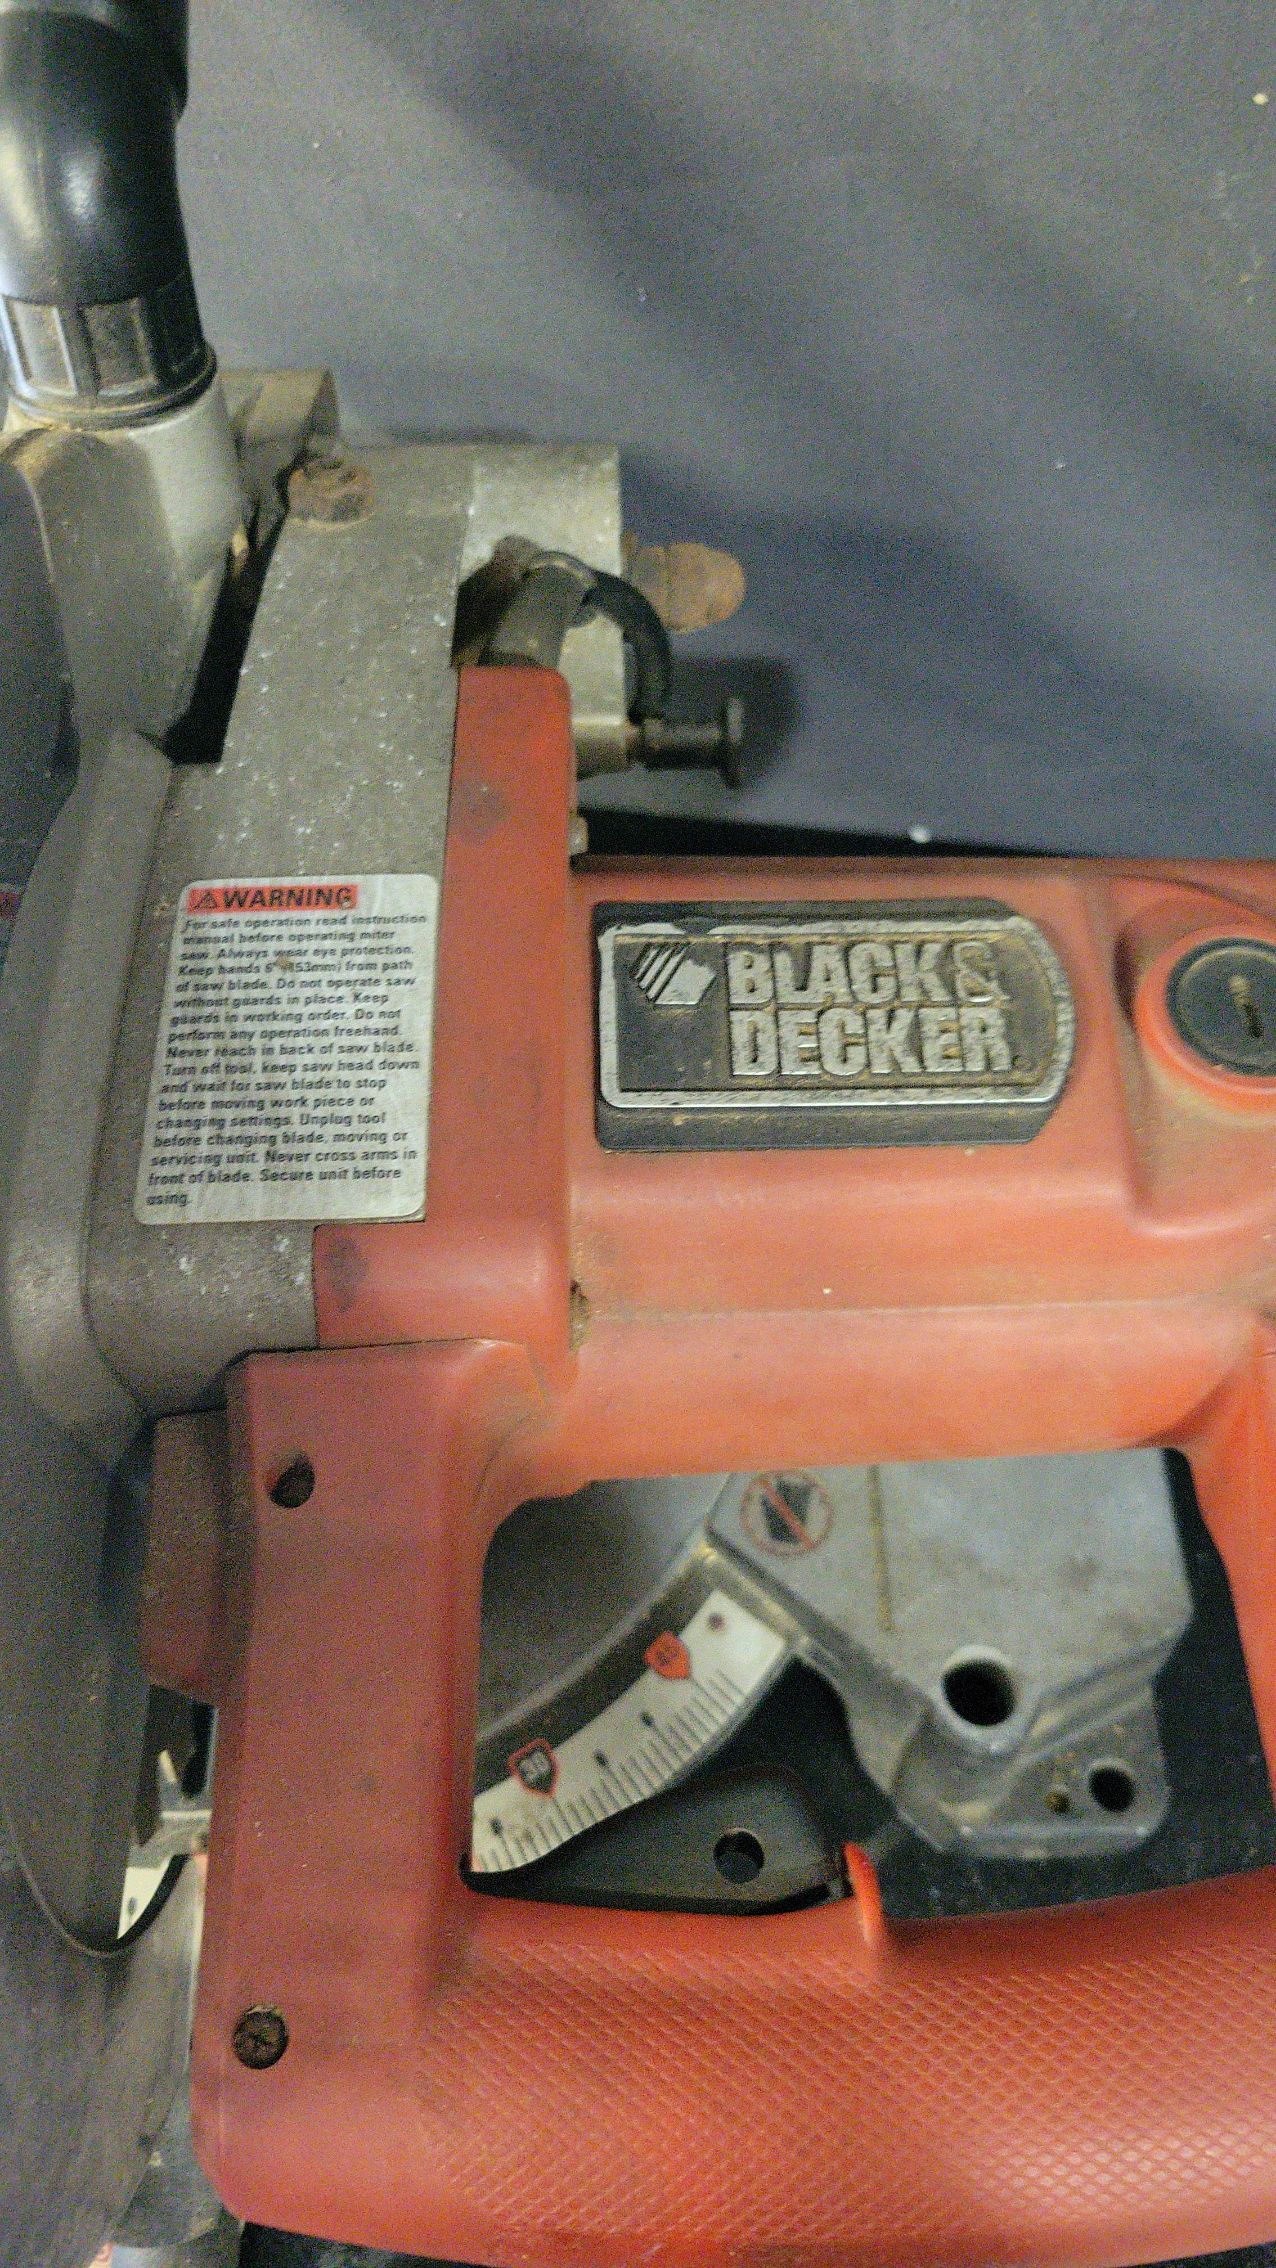 WARNING
For safe operation read instruction
manual before operating miter
saw. Always wear eye protection.
Keep hands 6" (153mm) from path
of saw blade. Do not operate saw
without guards in place. Keep
guards in working order. Do not
perform any operation freehand.
Never reach in back of saw blade.
Turn off tool, keep saw head down
and wait for saw blade to stop
before moving work piece or
changing settings. Unplug tool
before changing blade, moving or
servicing unit. Never cross arms in
front of blade. Secure unit before
using.
BLACK&
DECKER
45
30